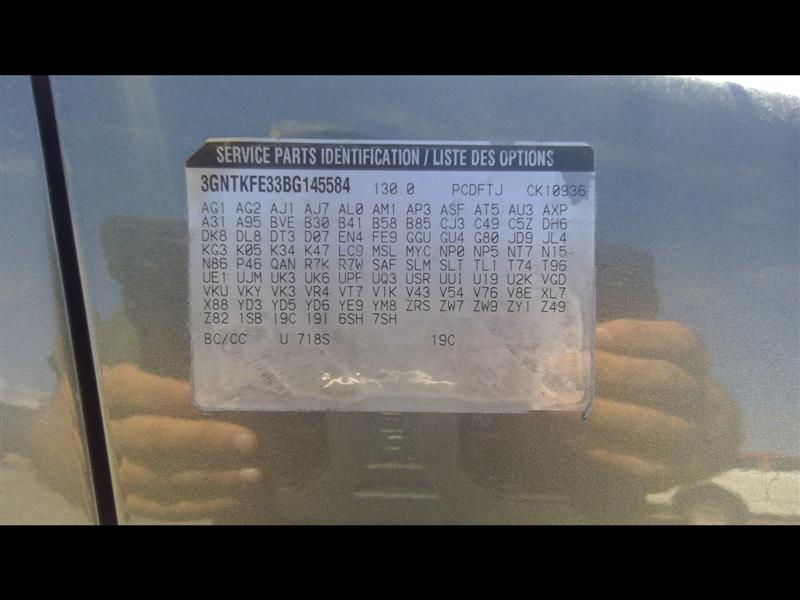 SERVICE PARTS IDENTIFICATION / LISTE DES OPTIONS
3GNTKFE33BG145584 130.0 PCDFTJ CK10936
AG1 AG2 AJ1 AJ7 AL0 AM1 AP3 ASF AT5 AU3 AXP
A31 A95 BVE B30 B41 B58 B85 CJ3 C49 C5Z DH6
DK8 DL8 DT3 D07 EN4 FE9 GGU GU4 G80 JD9 JL4
KG3 K05 K34 K47 LC9 MSL MYC NP0 NP5 NT7 N15
N86 P46 QAN R7K R7W SAF SLM SLT TL1 T74 T96
UE1 UJM UK3 UK6 UPF UQ3 USR UUI U19 U2K VGD
VKU VKY VK3 VR4 VT7 V1K V43 V54 V76 V8E XL7
X88 YD3 YD5 YD6 YE9 YM8 ZRS ZW7 ZW9 ZY1 Z49
Z82 1SB 19C 19I 6SH 7SH
BC/CC U 718S 19C